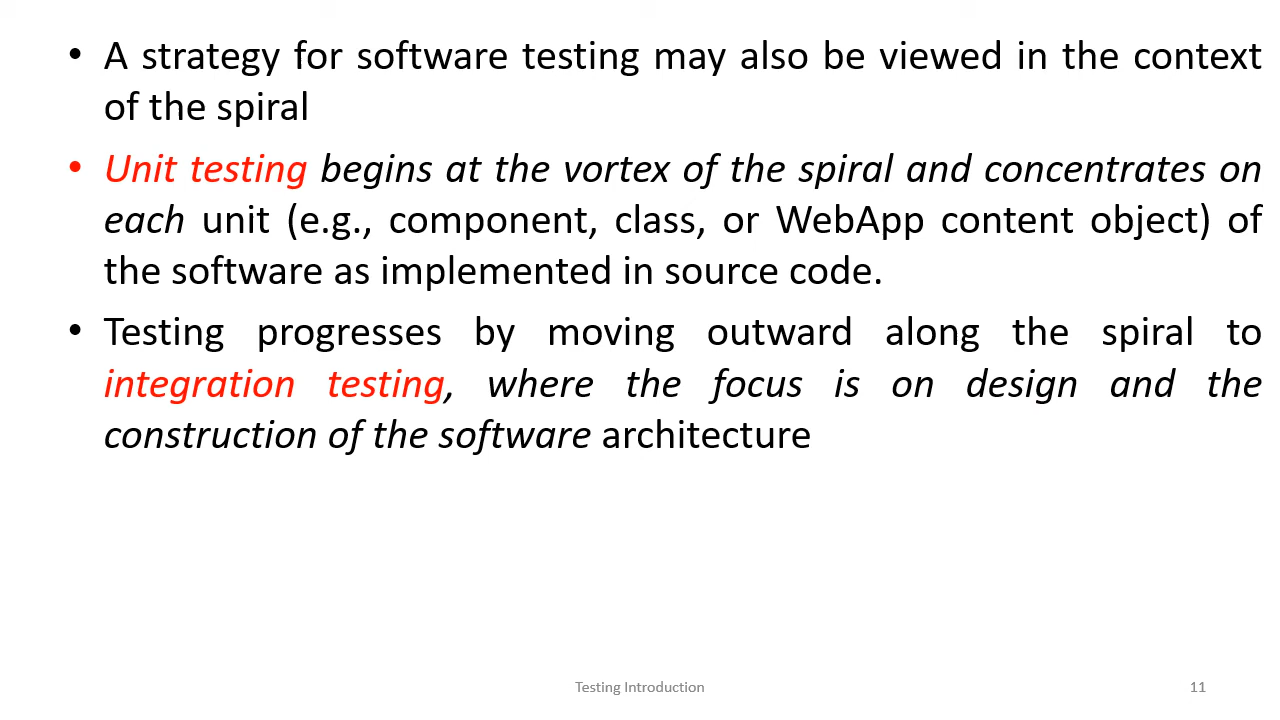 • A strategy for software testing may also be viewed in the context
of the spiral
• Unit testing begins at the vortex of the spiral and concentrates on
each unit (e.g., component, class, or WebApp content object) of
the software as implemented in source code.
• Testing progresses by moving outward along the spiral to
integration testing, where the focus is on design and the
construction of the software architecture
Testing Introduction
11